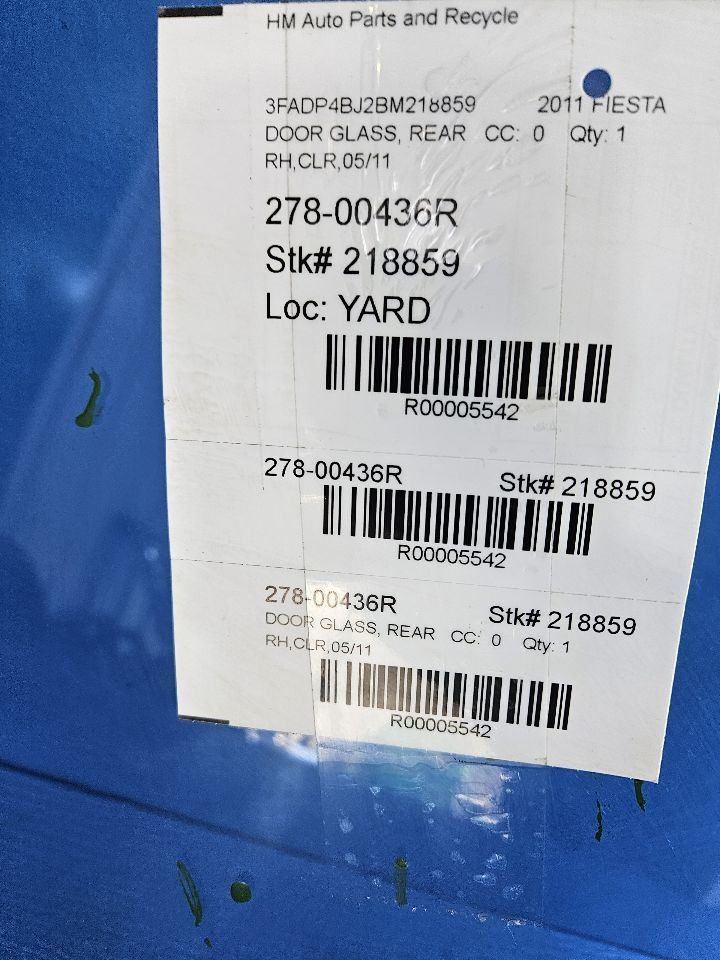 HM Auto Parts and Recycle
3FADP4BJ2BM218859 2011 FIESTA
DOOR GLASS, REAR CC: 0 Qty: 1
RH,CLR,05/11
278-00436R
Stk# 218859
Loc: YARD
R00005542
278-00436R Stk# 218859
R00005542
278-00436R Stk# 218859
DOOR GLASS, REAR CC: 0 Qty: 1
RH,CLR,05/11
R00005542